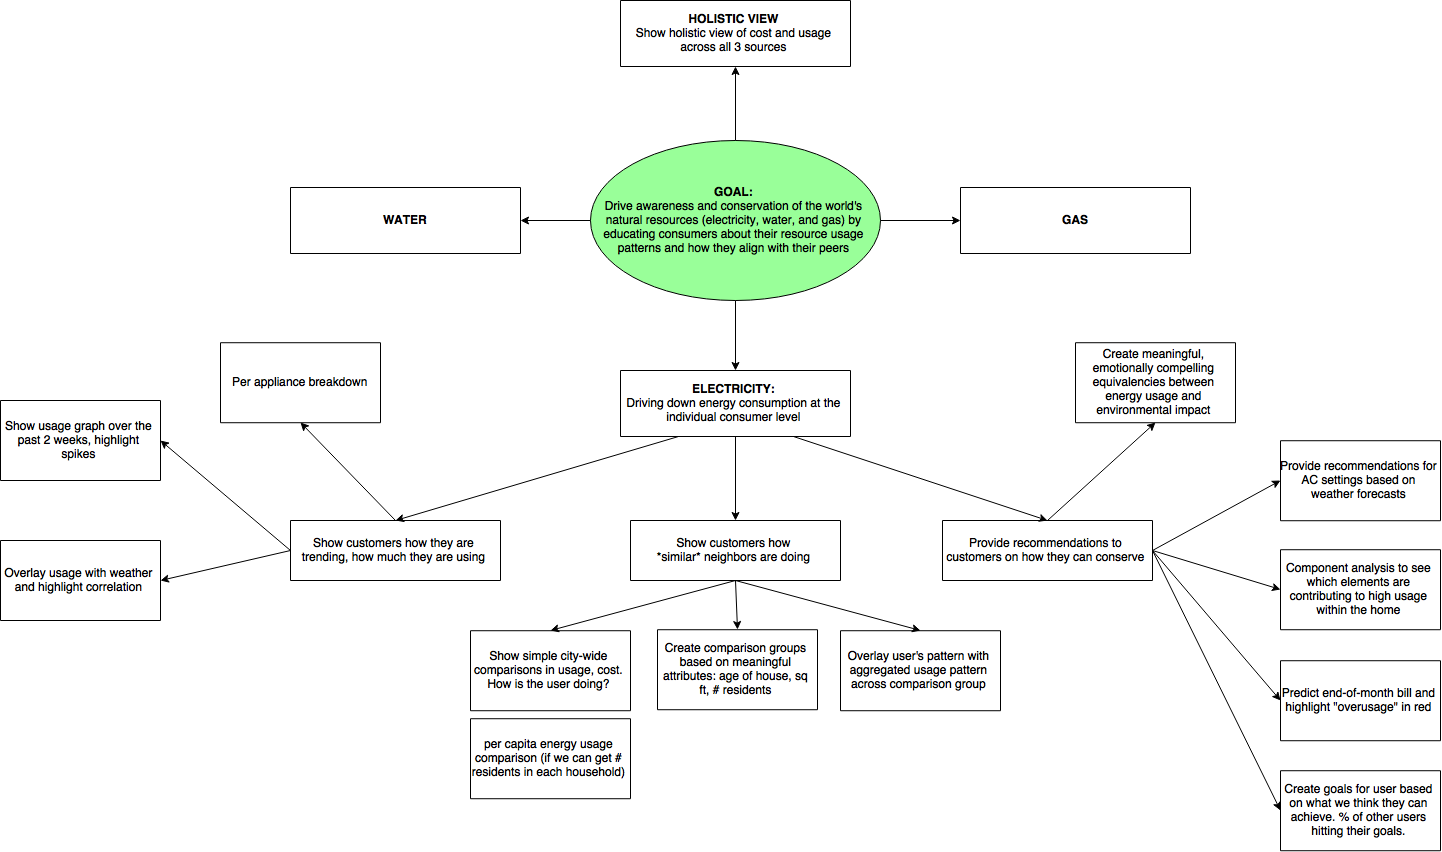 HOLISTIC VIEW
Show holistic view of cost and usage
across all 3 sources
GOAL:
Drive awareness and conservation of the world's
natural resources (electricity, water, and gas) by
educating consumers about their resource usage
patterns and how they align with their peers
WATER
GAS
ELECTRICITY:
Driving down energy consumption at the
individual consumer level
Per appliance breakdown
Create meaningful,
emotionally compelling
equivalencies between
energy usage and
environmental impact
Show usage graph over the
past 2 weeks, highlight
spikes
Overlay usage with weather
and highlight correlation
Show customers how they are
trending, how much they are
using
Show customers how
*similar* neighbors are doing
Provide recommendations to
customers on how they can
conserve
Provide recommendations for
AC settings based on
weather forecasts
Component analysis to see
which elements are
contributing to high usage
within the home
Show simple city-wide
comparisons in usage, cost.
How is the user doing?
Create comparison groups
based on meaningful
attributes: age of house, sq
ft, # residents
Overlay user's pattern with
aggregated usage pattern
across comparison group
Predict end-of-month bill and
highlight "overusage" in red
per capita energy usage
comparison (if we can get #
residents in each household)
Create goals for user based
on what we think they can
achieve. % of other users
hitting their goals.